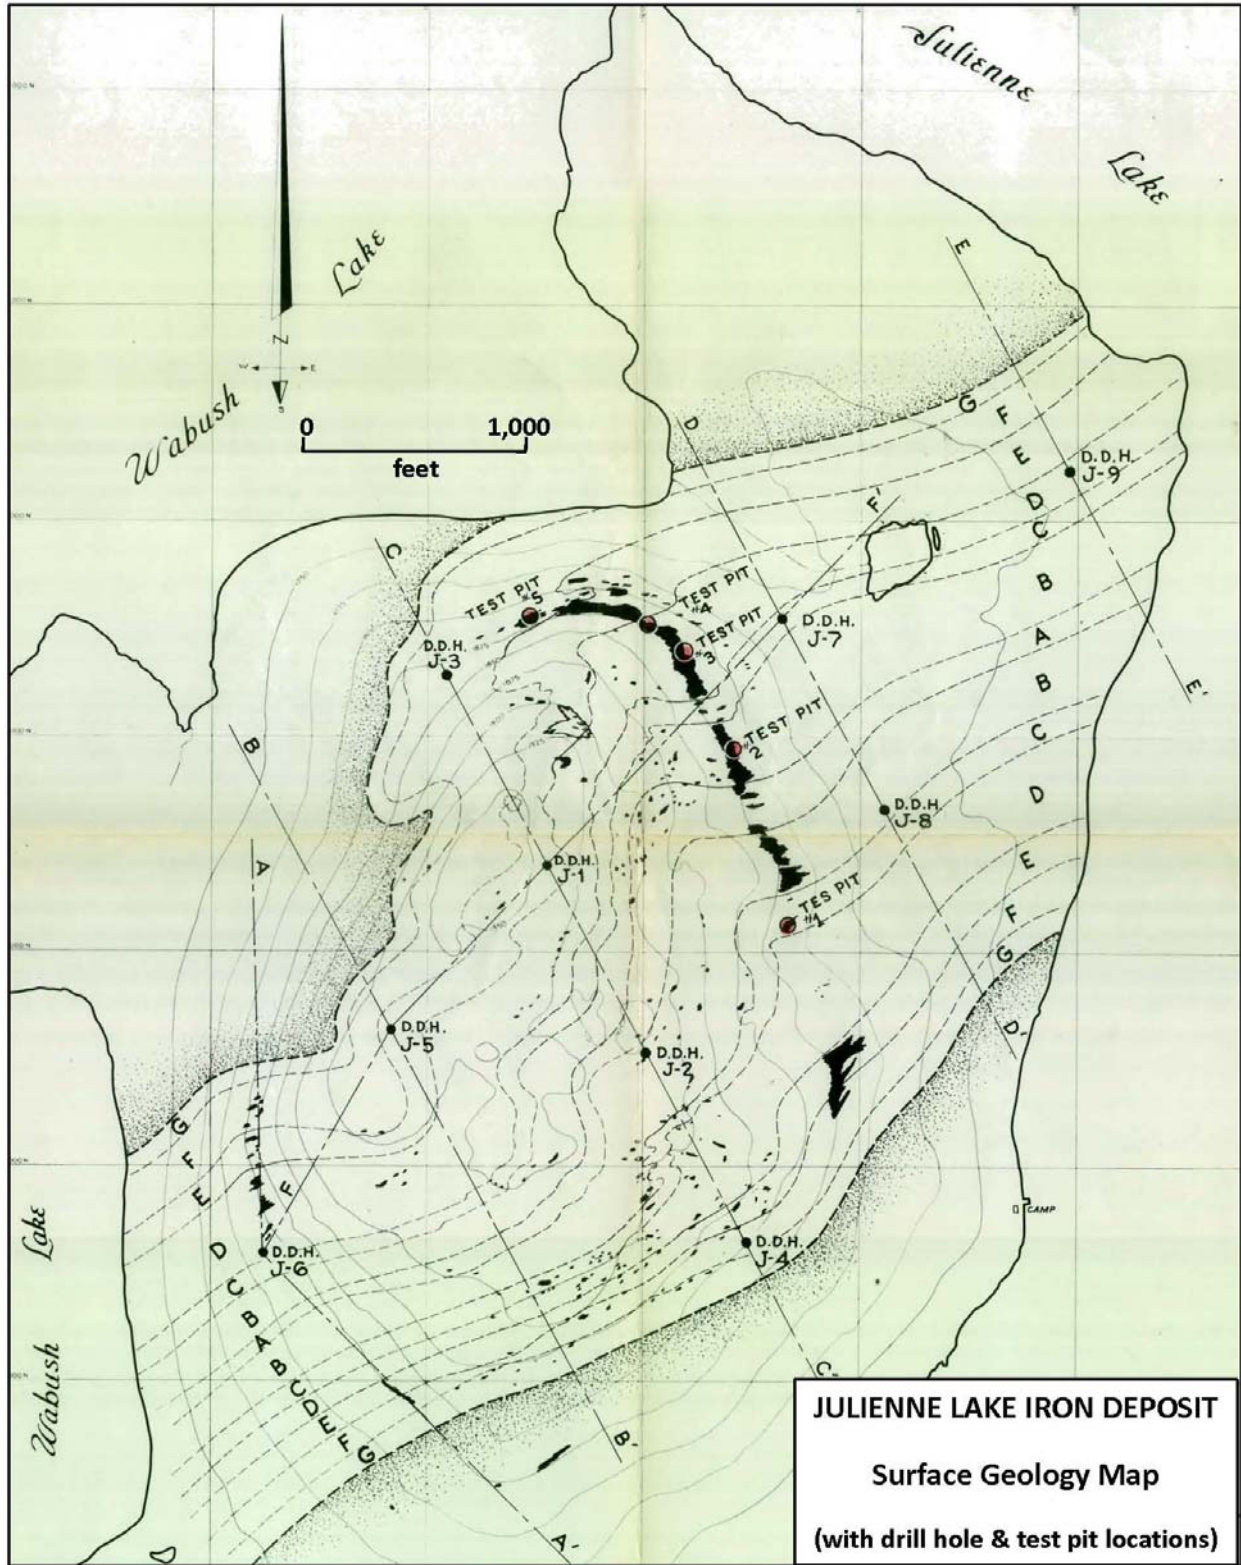 Julienne
Lake
Lake
Wabush
N
W
E
S
0 1,000
feet
E
D
G
F
E
D
C
B
A
B
C
D
E
F
G
D.D.H.
J-9
F'
C
TEST PIT
#5
TEST PIT
#4
TEST PIT
#3
D.D.H.
J-7
D.D.H.
J-3
TEST PIT
#2
E'
B
D.D.H.
J-8
A
D.D.H.
J-1
TES PIT
#1
D.D.H.
J-5
D.D.H.
J-2
D'
G
F
E
F
CAMP
Lake
D
C
B
A
B
C
D
E
F
G
D.D.H.
J-6
D.D.H.
J-4
Wabush
C'
B'
A'
JULIENNE LAKE IRON DEPOSIT
Surface Geology Map
(with drill hole & test pit locations)